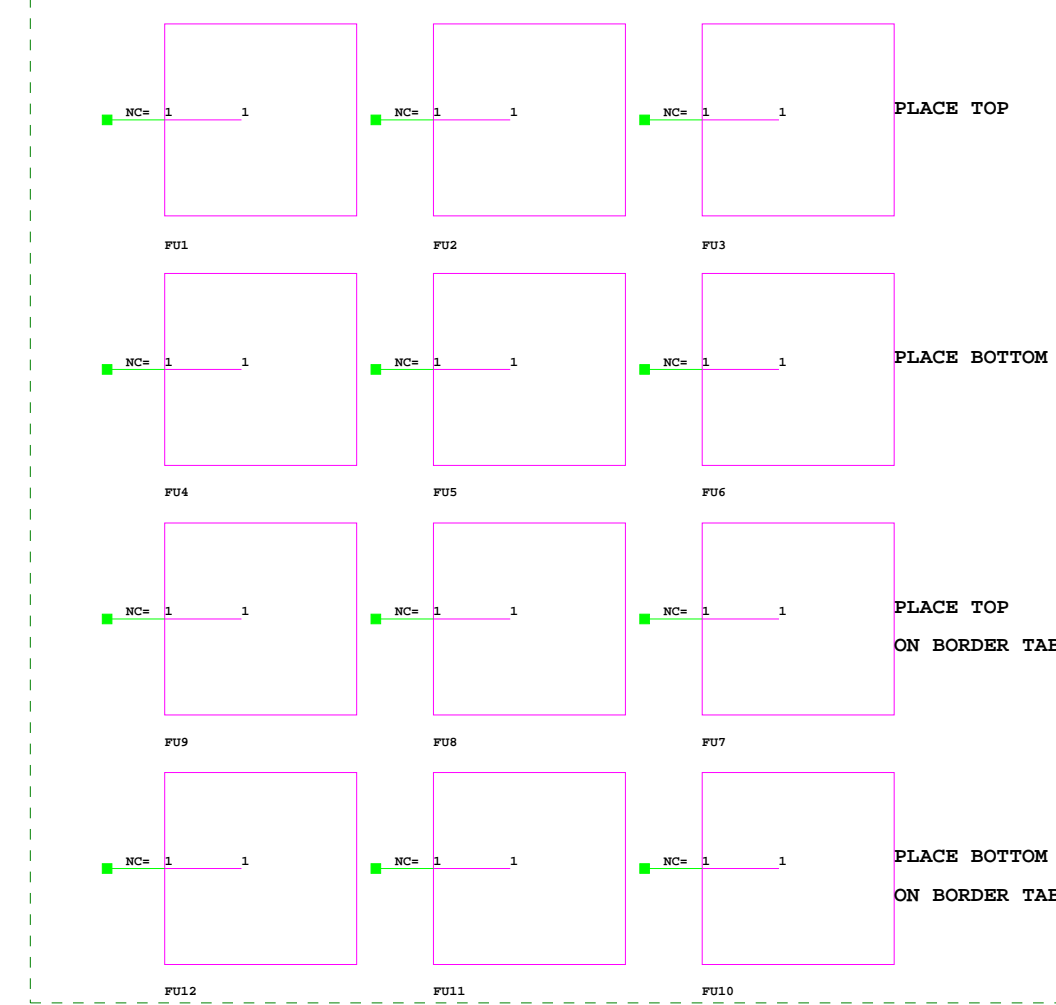 NC= 1 1 NC= 1 1 NC= 1 1 PLACE TOP
FU1 FU2 FU3
NC= 1 1 NC= 1 1 NC= 1 1 PLACE BOTTOM
FU4 FU5 FU6
NC= 1 1 NC= 1 1 NC= 1 1 PLACE TOP
ON BORDER TAB
FU9 FU8 FU7
NC= 1 1 NC= 1 1 NC= 1 1 PLACE BOTTOM
ON BORDER TAB
FU12 FU11 FU10